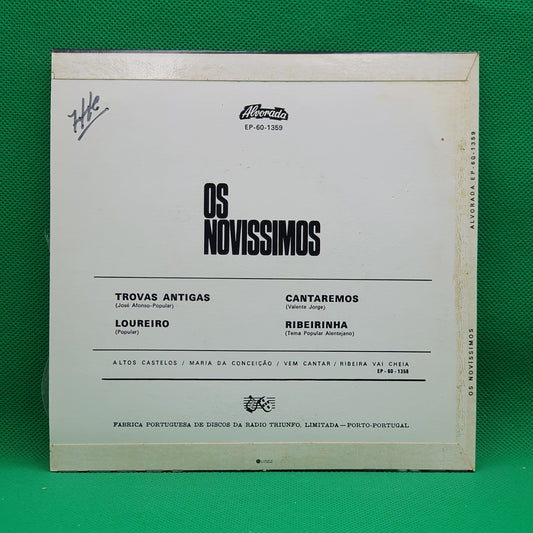 Alvorada
EP-60-1359
OS
NOVISSIMOS
TROVAS ANTIGAS
(José Afonso-Popular)
CANTAREMOS
(Valente Jorge)
LOUREIRO
(Popular)
RIBEIRINHA
(Tema Popular Alentejano)
ALTOS CASTELOS / MARIA DA CONCEIÇÃO / VEM CANTAR / RIBEIRA VAI CHEIA
EP - 60 - 1358
FABRICA PORTUGUESA DE DISCOS DA RADIO TRIUNFO, LIMITADA — PORTO-PORTUGAL
ALVORADA EP-60-1359
OS NOVÍSSIMOS